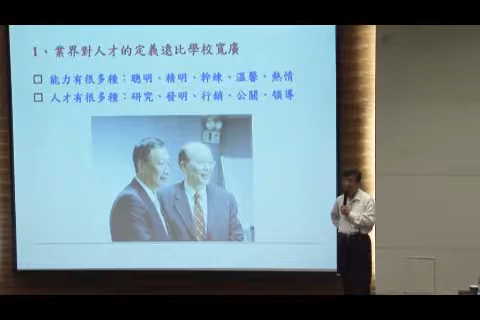 1、業界對人才的定義遠比學校寬廣
□ 能力有很多種：聰明、精明、幹練、溫馨、熱情
□ 人才有很多種：研究、發明、行銷、公關、領導